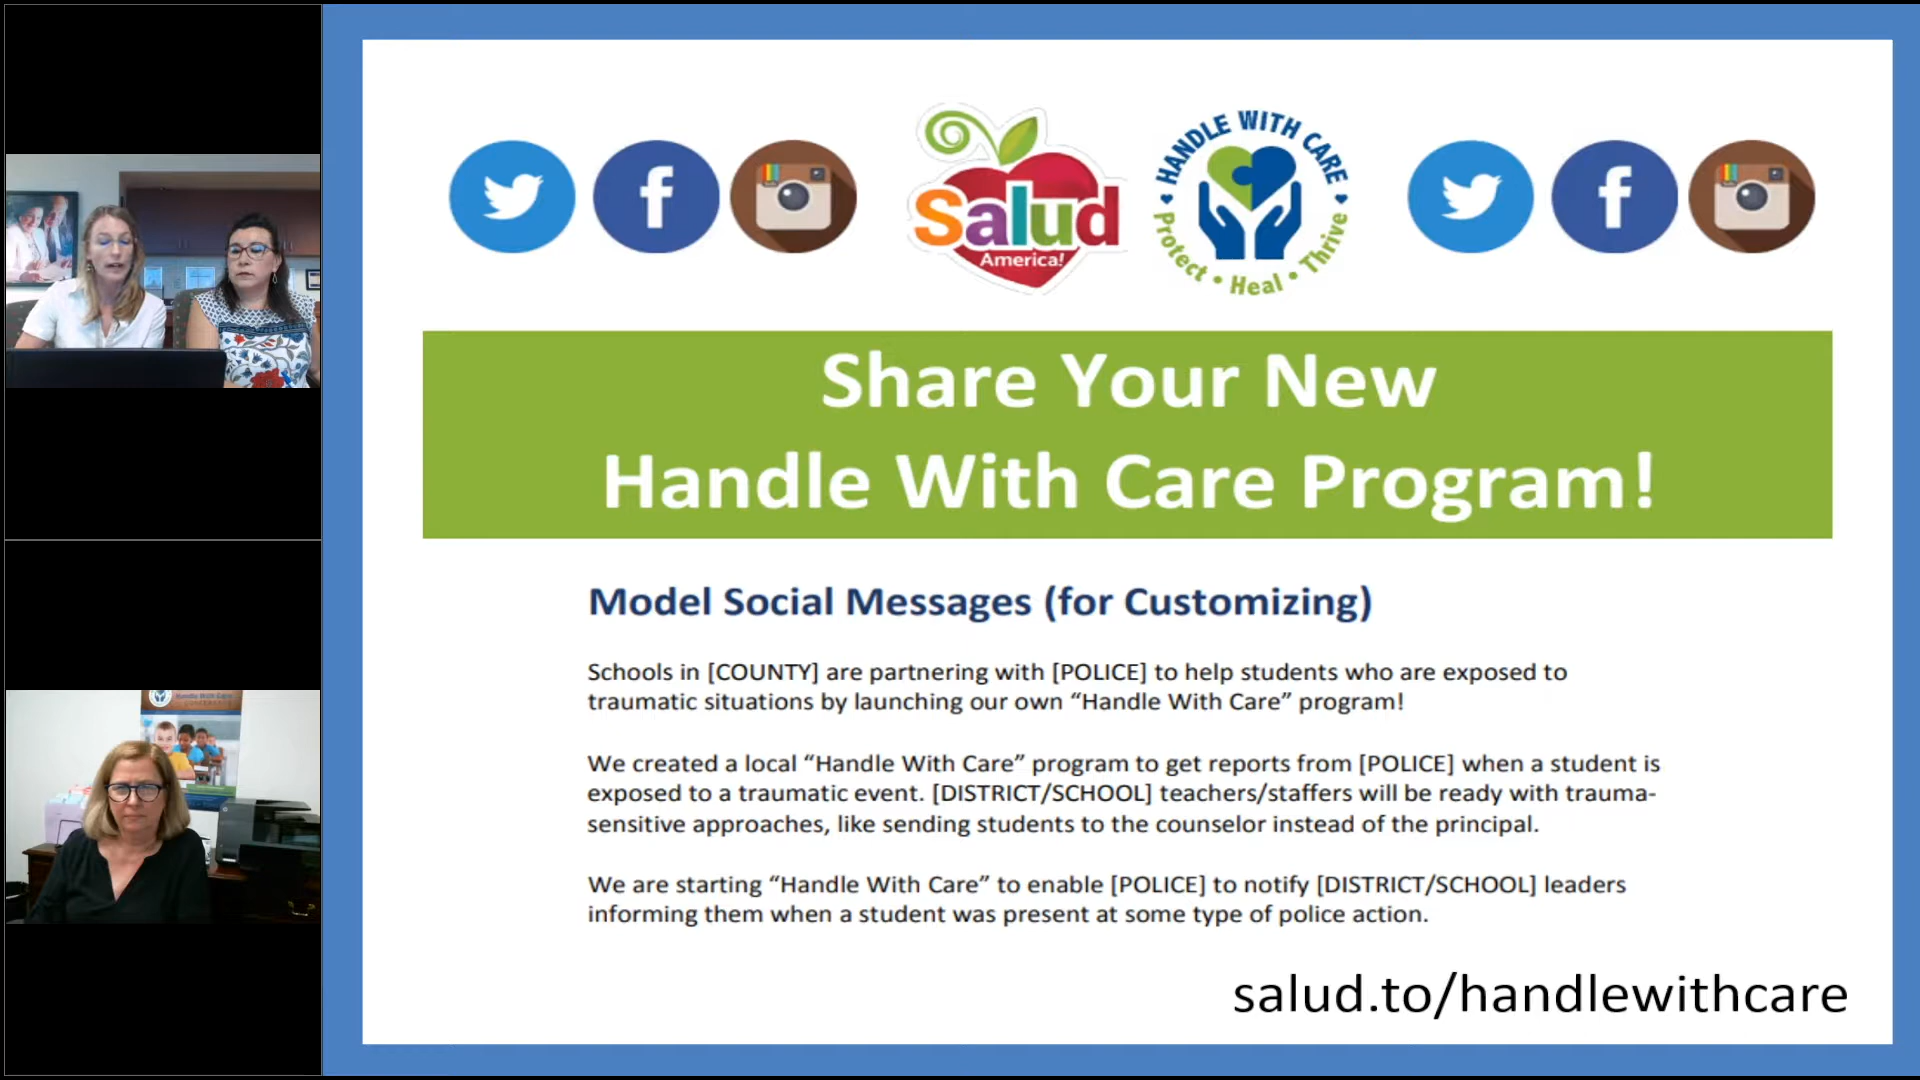 Salud
America!
HANDLE WITH CARE
Protect • Heal • Thrive
Share Your New
Handle With Care Program!
Model Social Messages (for Customizing)
Schools in [COUNTY] are partnering with [POLICE] to help students who are exposed to
traumatic situations by launching our own “Handle With Care” program!
We created a local “Handle With Care” program to get reports from [POLICE] when a student is
exposed to a traumatic event. [DISTRICT/SCHOOL] teachers/staffers will be ready with trauma-
sensitive approaches, like sending students to the counselor instead of the principal.
We are starting “Handle With Care” to enable [POLICE] to notify [DISTRICT/SCHOOL] leaders
informing them when a student was present at some type of police action.
salud.to/handlewithcare
Handle With Care